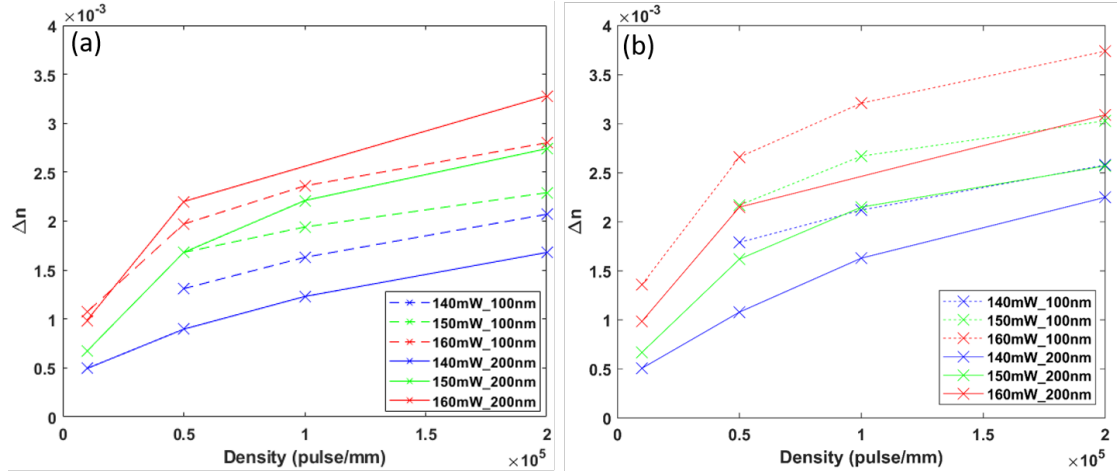 (a)
×10⁻³
4
3.5
3
2.5
2
1.5
1
0.5
0
Δn
0 0.5 1 1.5 2
×10⁵
Density (pulse/mm)
140mW_100nm
150mW_100nm
160mW_100nm
140mW_200nm
150mW_200nm
160mW_200nm
(b)
×10⁻³
4
3.5
3
2.5
2
1.5
1
0.5
0
Δn
0 0.5 1 1.5 2
×10⁵
Density (pulse/mm)
140mW_100nm
150mW_100nm
160mW_100nm
140mW_200nm
150mW_200nm
160mW_200nm